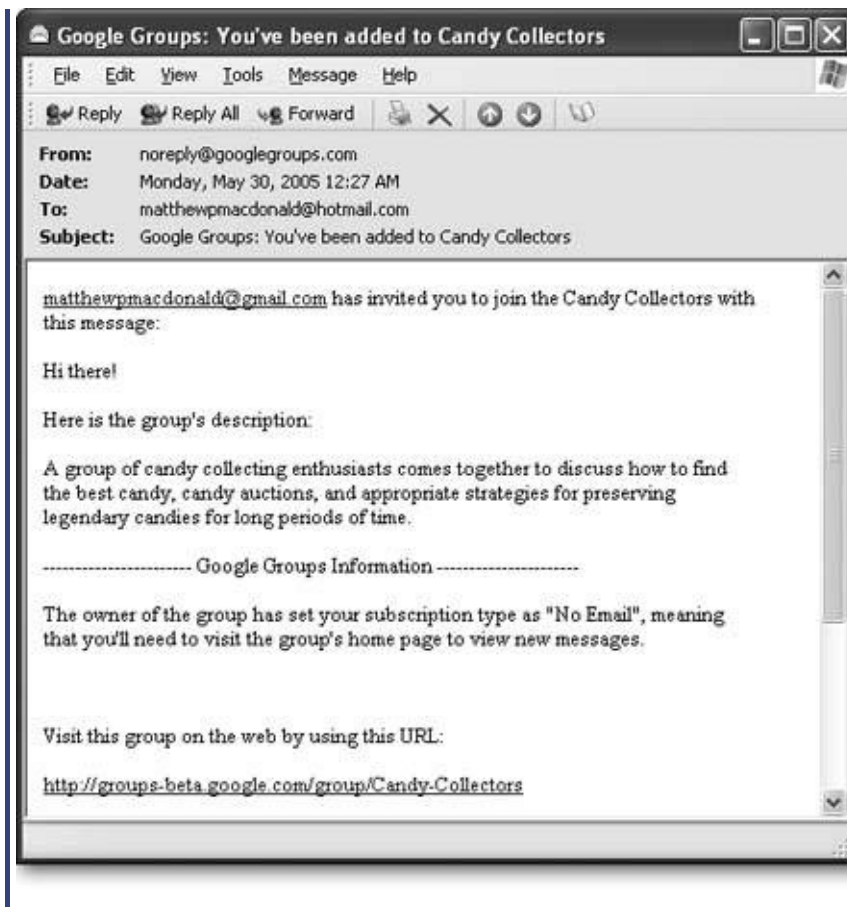 Google Groups: You've been added to Candy Collectors
File Edit View Tools Message Help
Reply Reply All Forward
From: noreply@googlegroups.com
Date: Monday, May 30, 2005 12:27 AM
To: matthewpmacdonald@hotmail.com
Subject: Google Groups: You've been added to Candy Collectors
matthewpmacdonald@gmail.com has invited you to join the Candy Collectors with
this message:
Hi there!
Here is the group's description:
A group of candy collecting enthusiasts comes together to discuss how to find
the best candy, candy auctions, and appropriate strategies for preserving
legendary candies for long periods of time.
----------------------- Google Groups Information ----------------------
The owner of the group has set your subscription type as "No Email", meaning
that you'll need to visit the group's home page to view new messages.
Visit this group on the web by using this URL:
http://groups-beta.google.com/group/Candy-Collectors